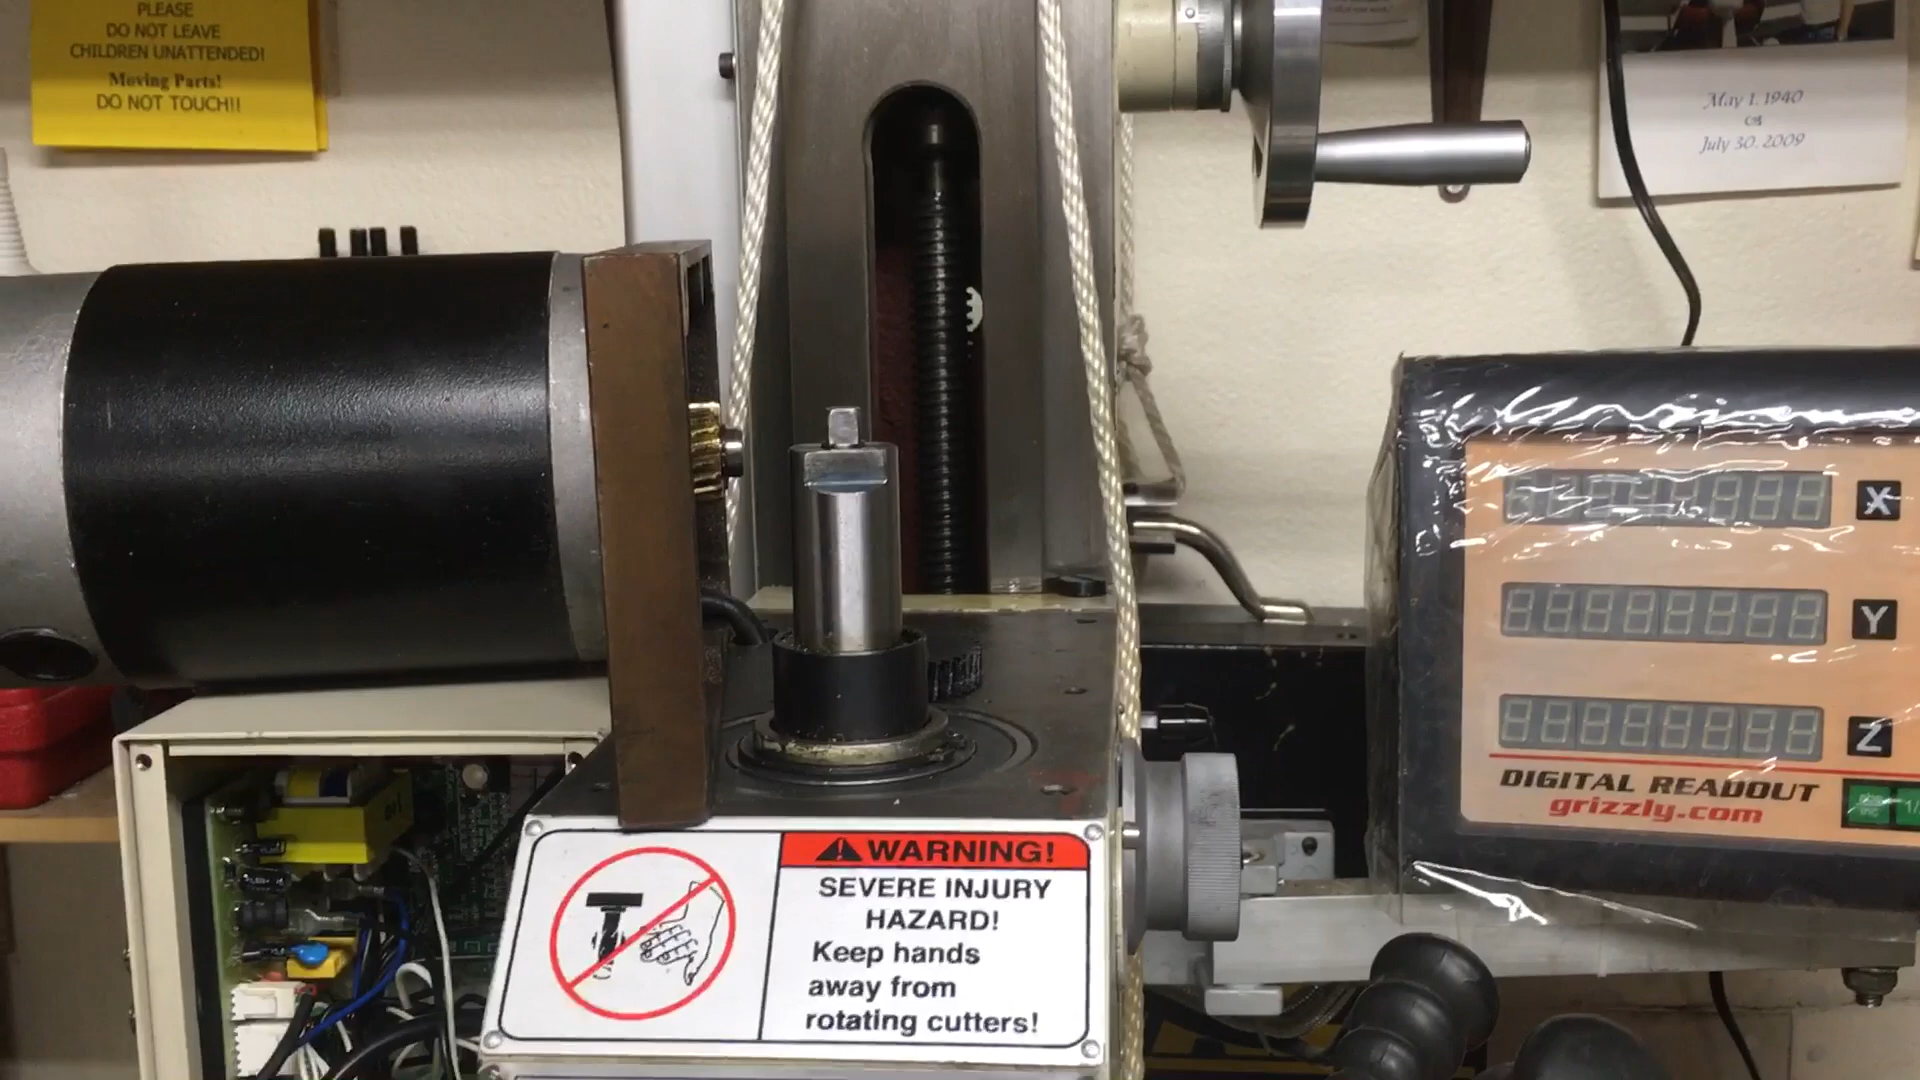 PLEASE
DO NOT LEAVE
CHILDREN UNATTENDED!
Moving Parts!
DO NOT TOUCH!!
May 1, 1940
July 30, 2009
X
Y
Z
DIGITAL READOUT
grizzly.com
WARNING!
SEVERE INJURY
HAZARD!
Keep hands
away from
rotating cutters!